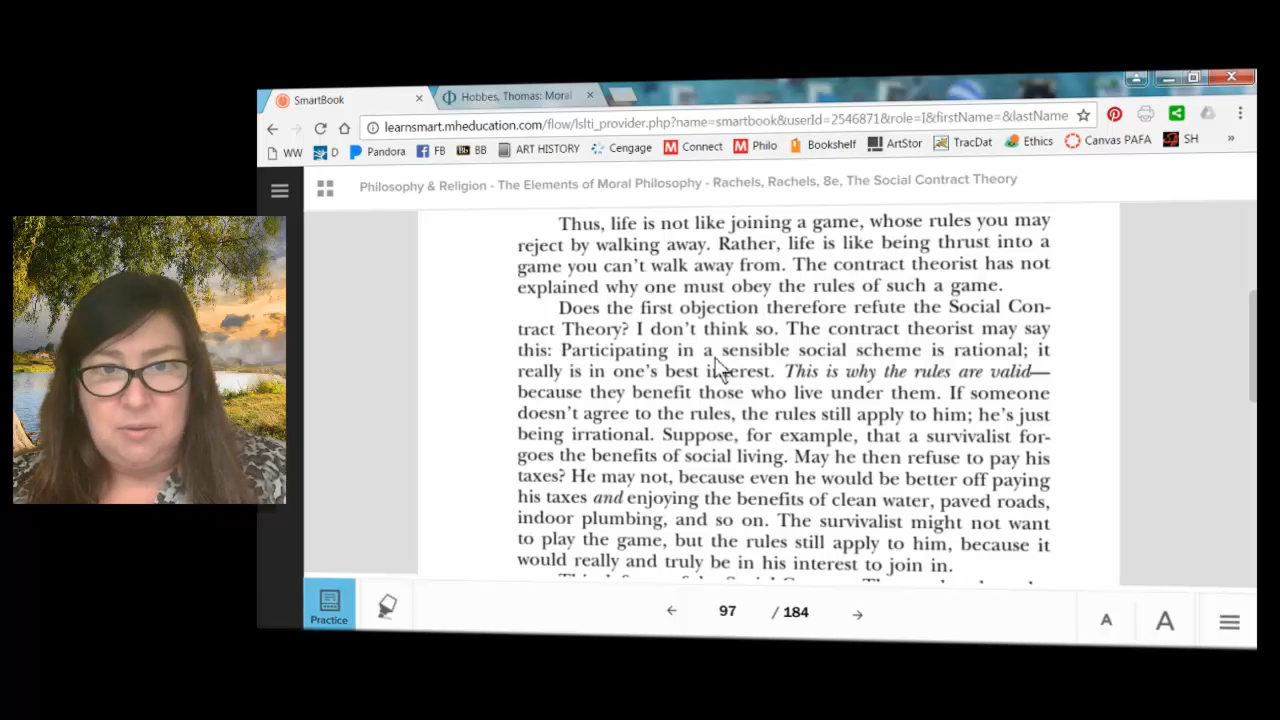 SmartBook
Hobbes, Thomas: Moral
learnsmart.mheducation.com/flow/lslti_provider.php?name=smartbook&userId=2546871&role=I&firstName=&lastName
WW D Pandora FB BB ART HISTORY Cengage Connect Philo Bookshelf ArtStor TracDat Ethics Canvas PAFA SH »
Philosophy & Religion - The Elements of Moral Philosophy - Rachels, Rachels, 8e, The Social Contract Theory
Thus, life is not like joining a game, whose rules you may
reject by walking away. Rather, life is like being thrust into a
game you can't walk away from. The contract theorist has not
explained why one must obey the rules of such a game.
Does the first objection therefore refute the Social Con-
tract Theory? I don't think so. The contract theorist may say
this: Participating in a sensible social scheme is rational; it
really is in one's best interest. This is why the rules are valid—
because they benefit those who live under them. If someone
doesn't agree to the rules, the rules still apply to him; he's just
being irrational. Suppose, for example, that a survivalist for-
goes the benefits of social living. May he then refuse to pay his
taxes? He may not, because even he would be better off paying
his taxes and enjoying the benefits of clean water, paved roads,
indoor plumbing, and so on. The survivalist might not want
to play the game, but the rules still apply to him, because it
would really and truly be in his interest to join in.
Practice
97 / 184
A A